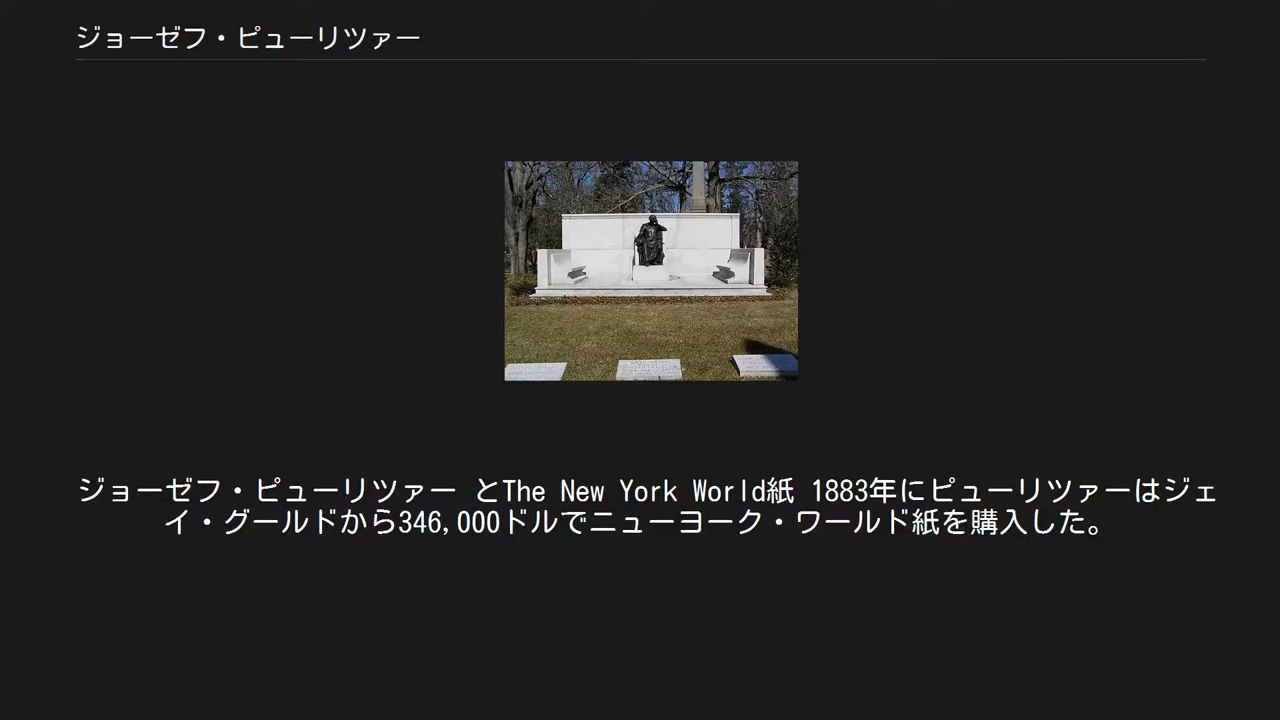 ジョーゼフ・ピューリツァー
ジョーゼフ・ピューリツァー とThe New York World紙 1883年にピューリツァーはジェ
イ・グールドから346,000ドルでニューヨーク・ワールド紙を購入した。